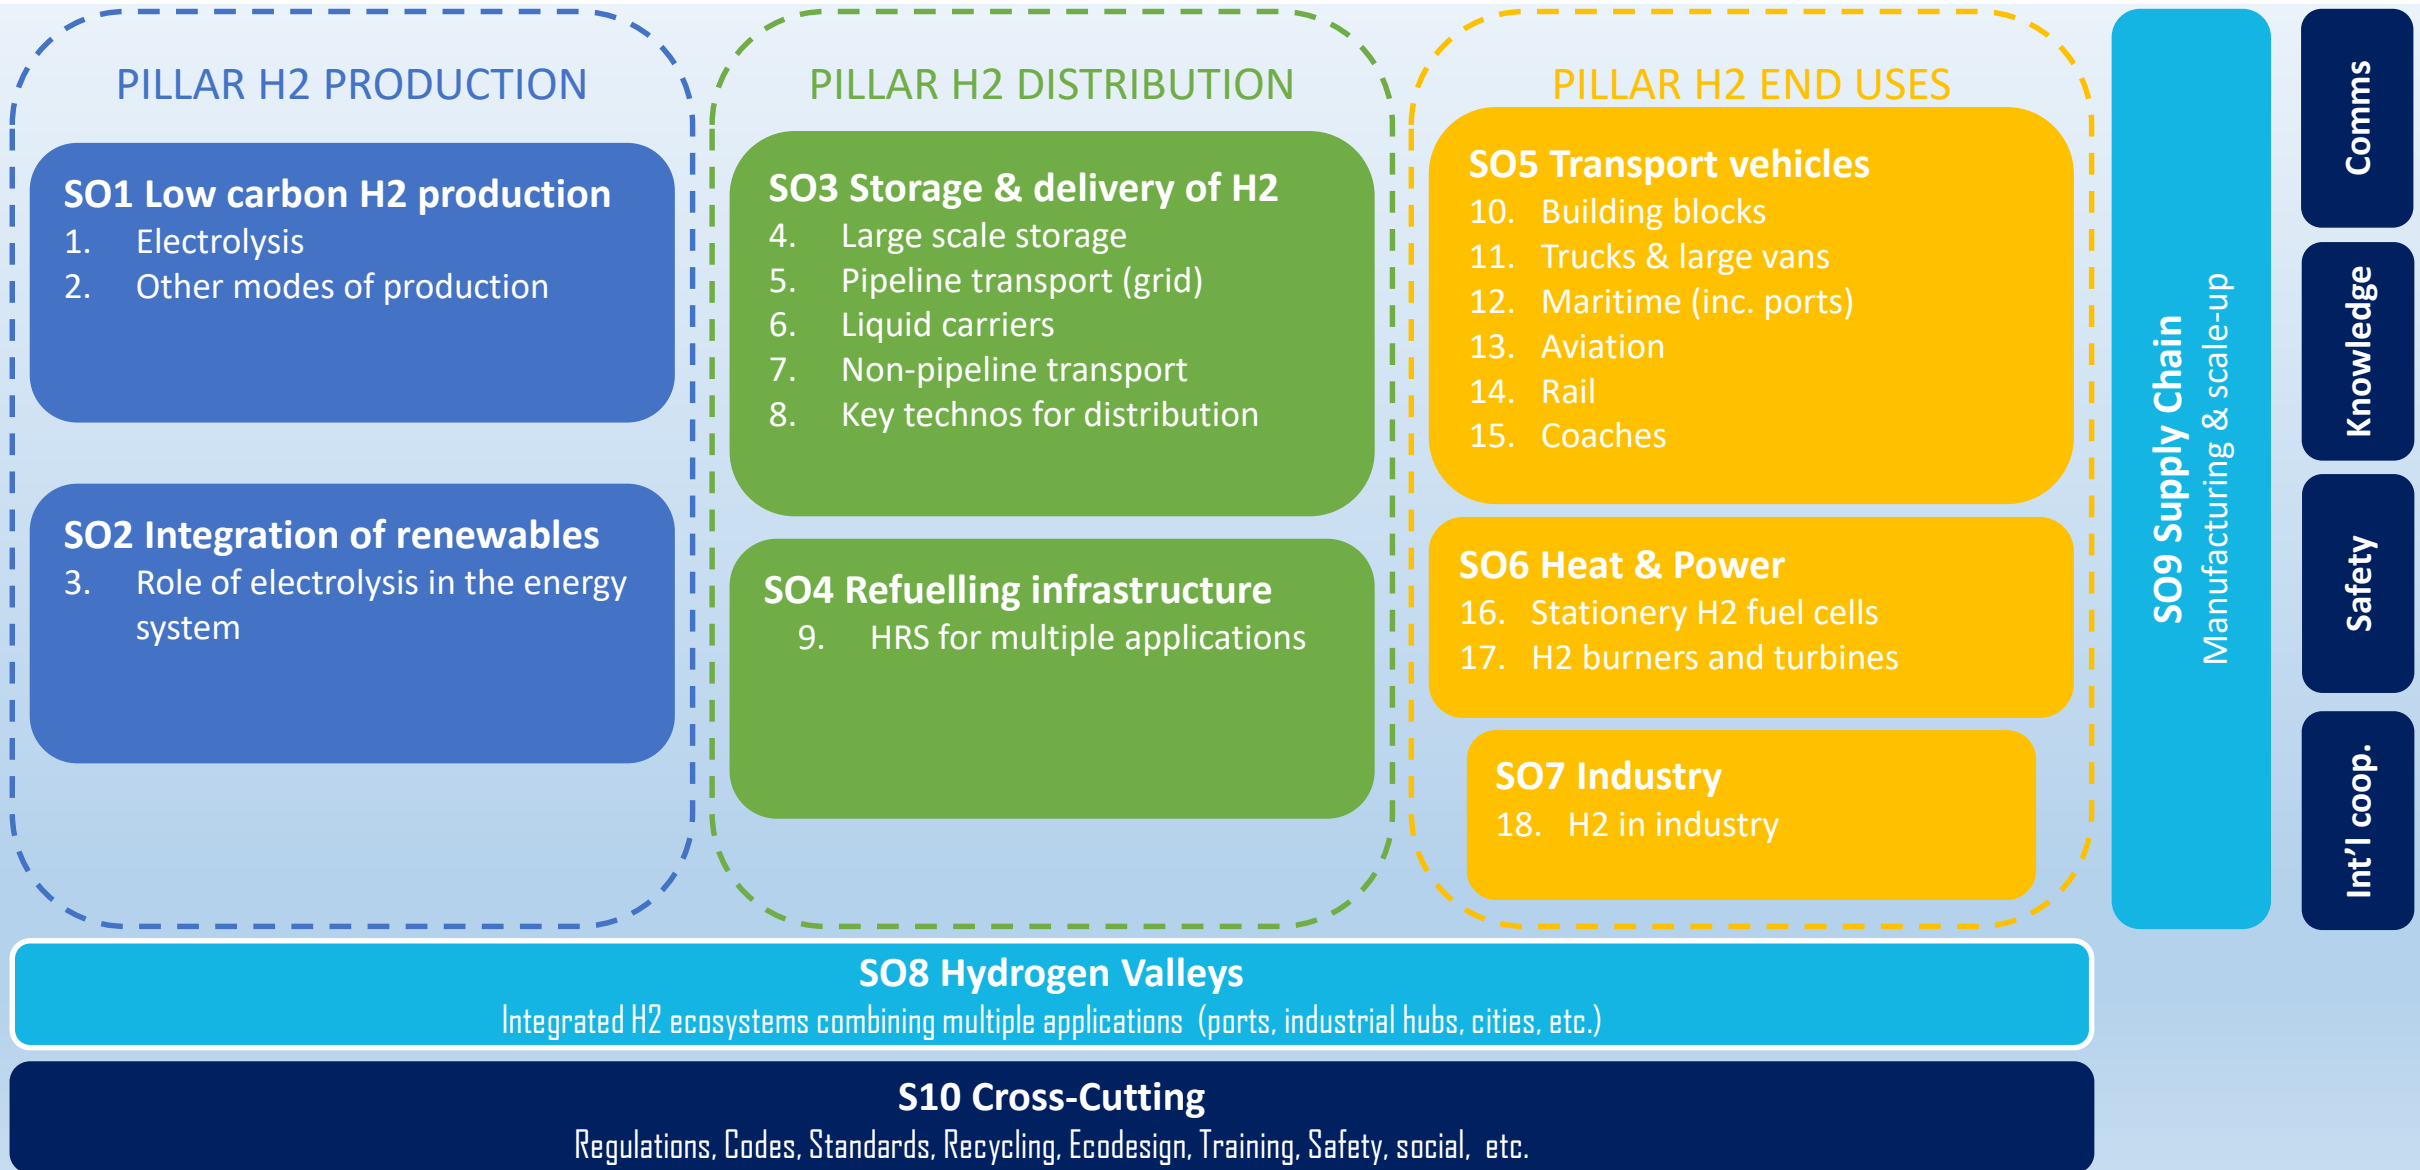 PILLAR H2 PRODUCTION
SO1 Low carbon H2 production
1. Electrolysis
2. Other modes of production
SO2 Integration of renewables
3. Role of electrolysis in the energy
system
PILLAR H2 DISTRIBUTION
SO3 Storage & delivery of H2
4. Large scale storage
5. Pipeline transport (grid)
6. Liquid carriers
7. Non-pipeline transport
8. Key technos for distribution
SO4 Refuelling infrastructure
9. HRS for multiple applications
PILLAR H2 END USES
SO5 Transport vehicles
10. Building blocks
11. Trucks & large vans
12. Maritime (inc. ports)
13. Aviation
14. Rail
15. Coaches
SO6 Heat & Power
16. Stationery H2 fuel cells
17. H2 burners and turbines
SO7 Industry
18. H2 in industry
SO9 Supply Chain
Manufacturing & scale-up
Comms
Knowledge
Safety
Int'l coop.
SO8 Hydrogen Valleys
Integrated H2 ecosystems combining multiple applications (ports, industrial hubs, cities, etc.)
S10 Cross-Cutting
Regulations, Codes, Standards, Recycling, Ecodesign, Training, Safety, social, etc.